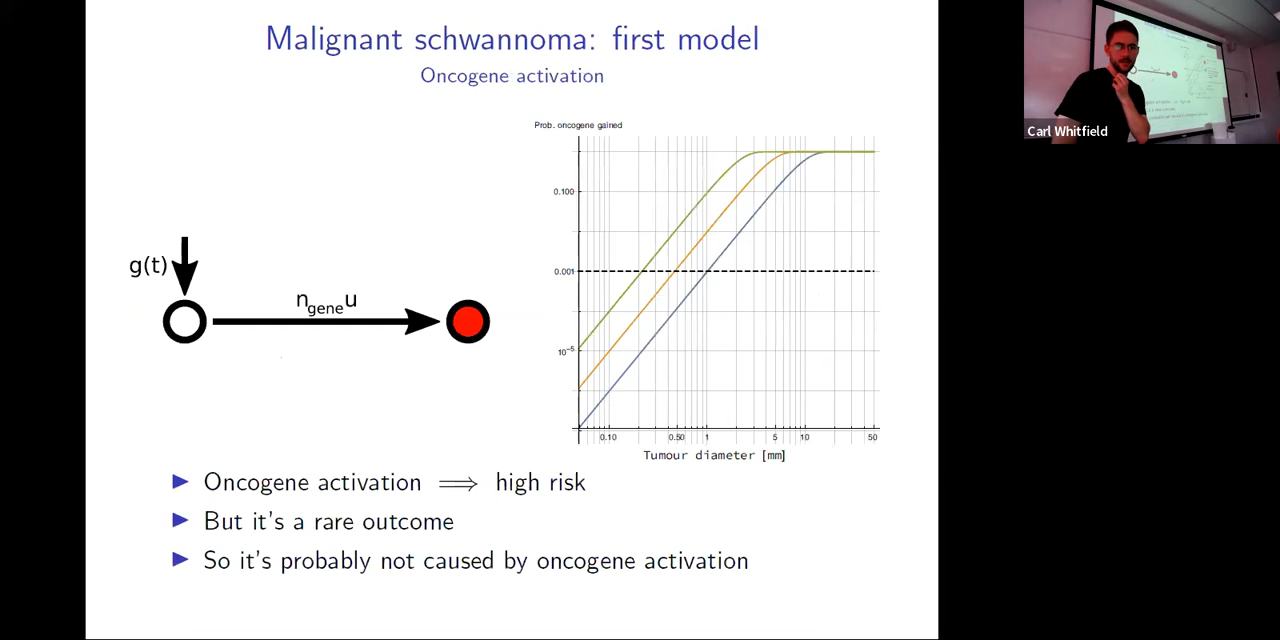 Malignant schwannoma: first model
Oncogene activation
Prob. oncogene gained
0.100
0.001
10⁻⁵
0.10 0.50 1 5 10 50
Tumour diameter [mm]
g(t)
n_gene u
▶ Oncogene activation ⟹ high risk
▶ But it's a rare outcome
▶ So it's probably not caused by oncogene activation
Carl Whitfield